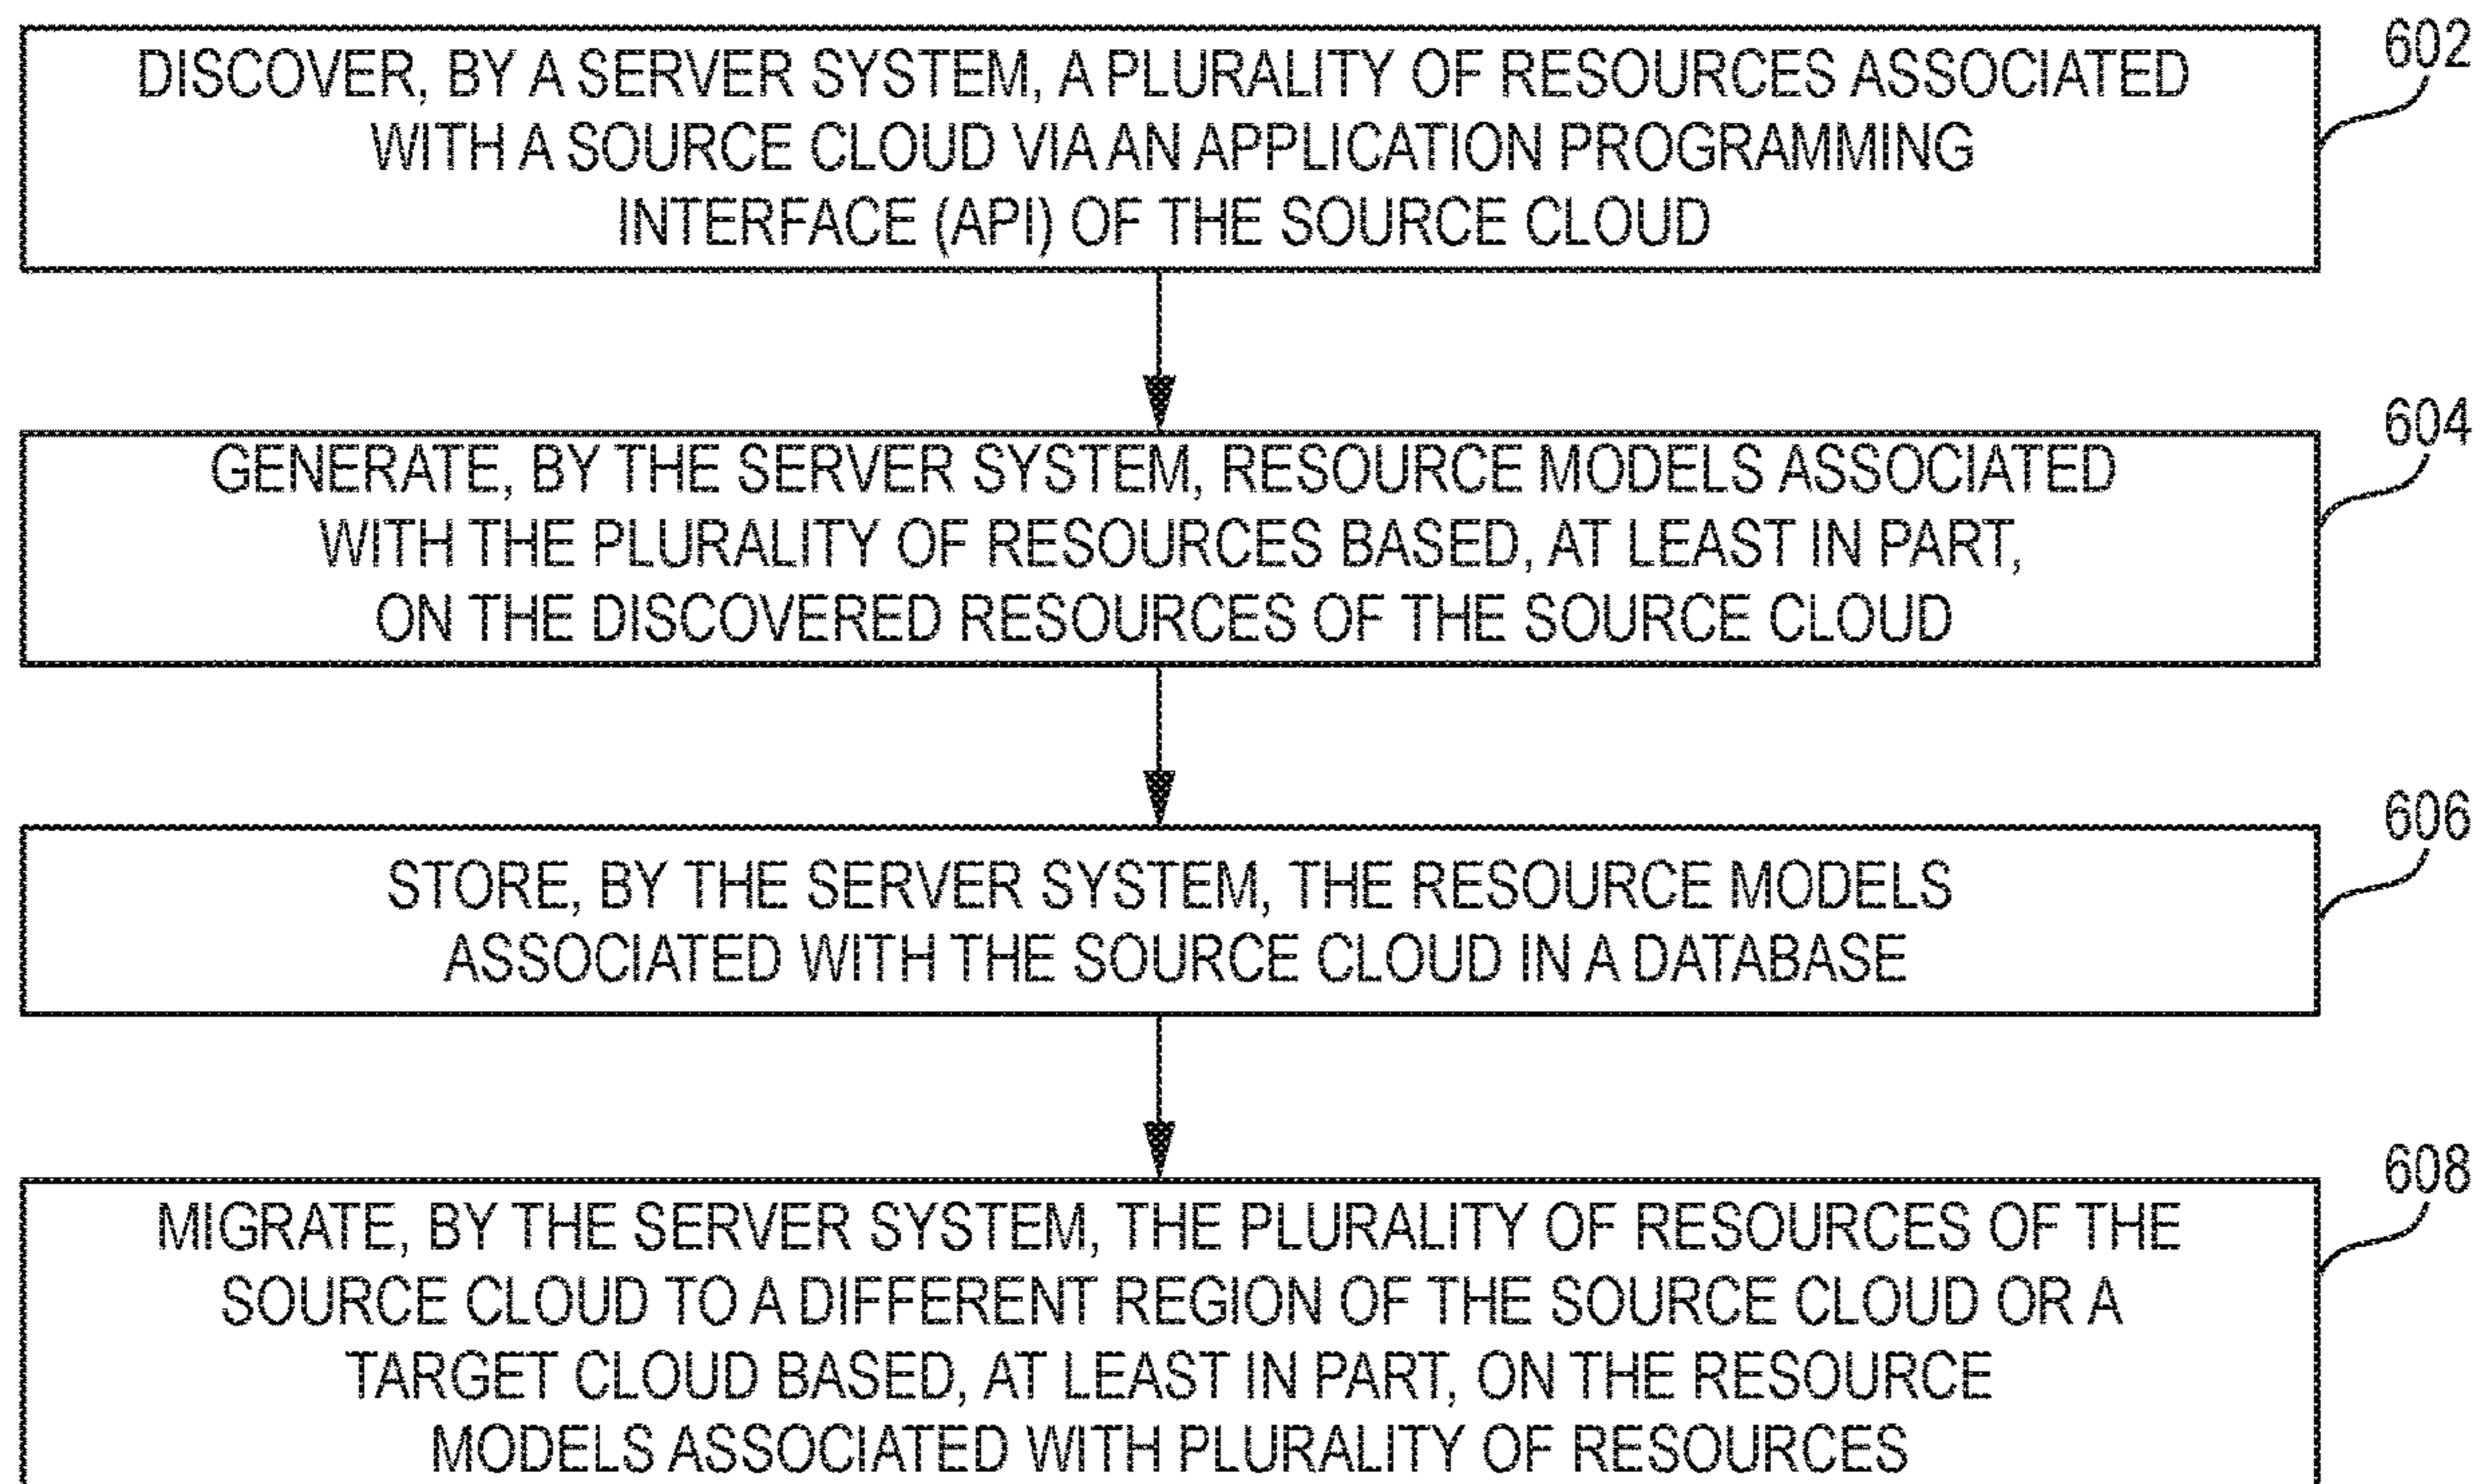 DISCOVER, BY A SERVER SYSTEM, A PLURALITY OF RESOURCES ASSOCIATED
WITH A SOURCE CLOUD VIA AN APPLICATION PROGRAMMING
INTERFACE (API) OF THE SOURCE CLOUD
602
GENERATE, BY THE SERVER SYSTEM, RESOURCE MODELS ASSOCIATED
WITH THE PLURALITY OF RESOURCES BASED, AT LEAST IN PART,
ON THE DISCOVERED RESOURCES OF THE SOURCE CLOUD
604
STORE, BY THE SERVER SYSTEM, THE RESOURCE MODELS
ASSOCIATED WITH THE SOURCE CLOUD IN A DATABASE
606
MIGRATE, BY THE SERVER SYSTEM, THE PLURALITY OF RESOURCES OF THE
SOURCE CLOUD TO A DIFFERENT REGION OF THE SOURCE CLOUD OR A
TARGET CLOUD BASED, AT LEAST IN PART, ON THE RESOURCE
MODELS ASSOCIATED WITH PLURALITY OF RESOURCES
608